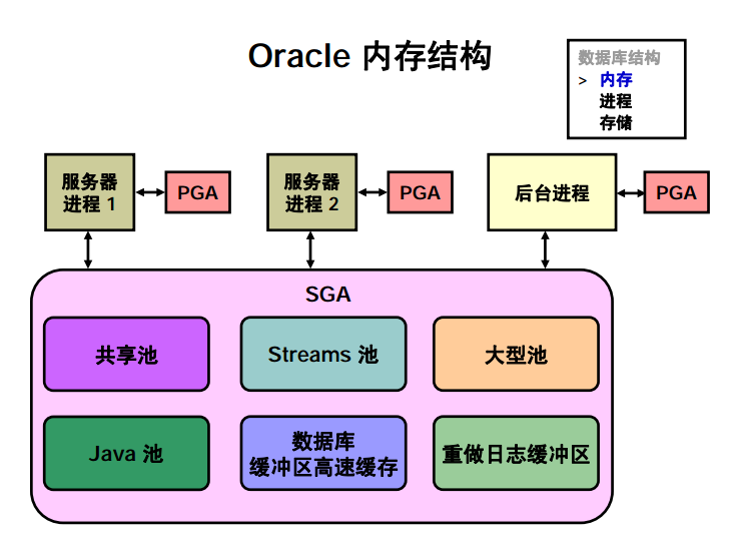 Oracle 内存结构
数据库结构
> 内存
进程
存储
服务器
进程 1
PGA
服务器
进程 2
PGA
后台进程
PGA
SGA
共享池
Streams 池
大型池
Java 池
数据库
缓冲区高速缓存
重做日志缓冲区